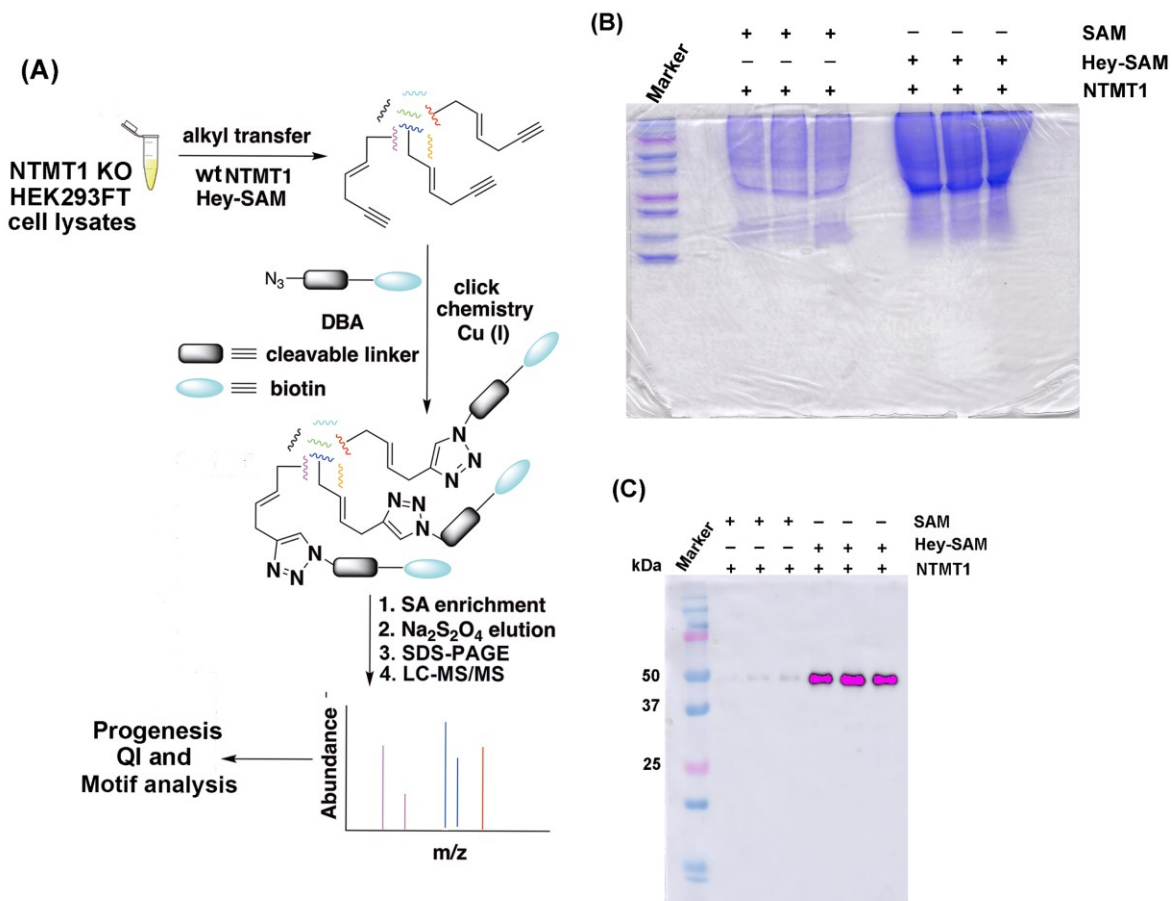 (A)
NTMT1 KO
HEK293FT
cell lysates
alkyl transfer
wt NTMT1
Hey-SAM
N3
DBA
click
chemistry
Cu (I)
cleavable linker
biotin
N
N
N
N
N
N
N
N
N
1. SA enrichment
2. Na2S2O4 elution
3. SDS-PAGE
4. LC-MS/MS
Progenesis
QI and
Motif analysis
Abundance
m/z
(B)
Marker
+ + + – – – SAM
– – – + + + Hey-SAM
+ + + + + + NTMT1
(C)
Marker
+ + + – – – SAM
– – – + + + Hey-SAM
kDa
+ + + + + + NTMT1
50
37
25